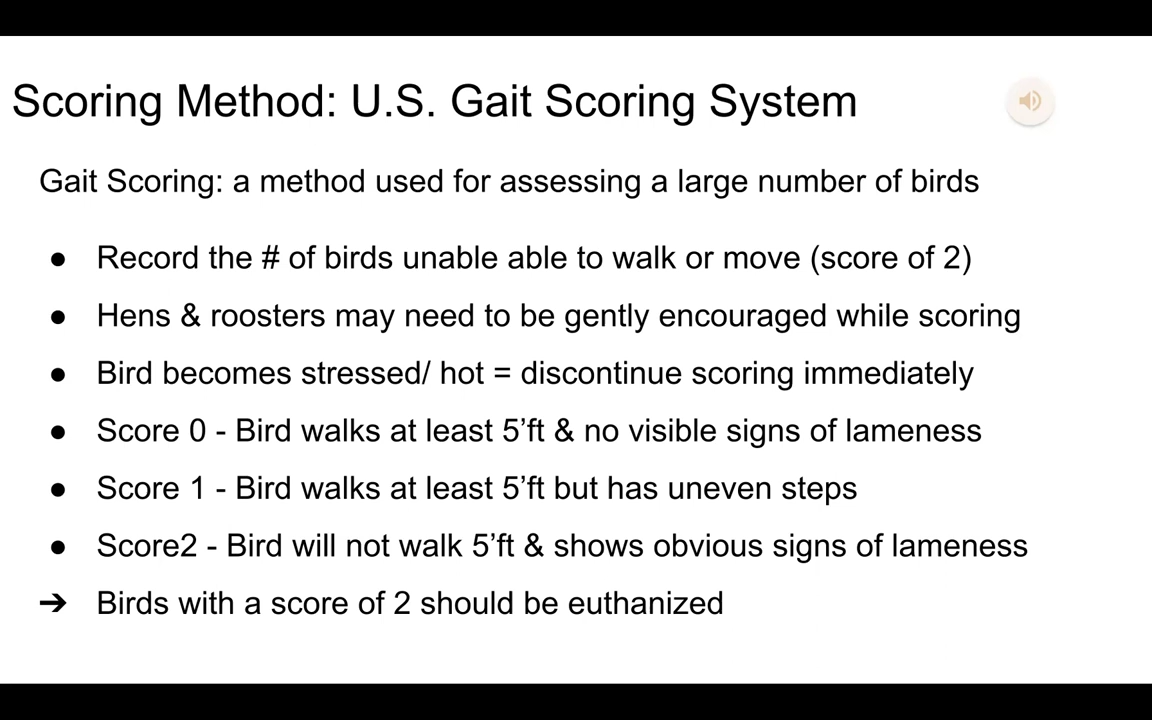 Scoring Method: U.S. Gait Scoring System
Gait Scoring: a method used for assessing a large number of birds
● Record the # of birds unable able to walk or move (score of 2)
● Hens & roosters may need to be gently encouraged while scoring
● Bird becomes stressed/ hot = discontinue scoring immediately
● Score 0 - Bird walks at least 5’ft & no visible signs of lameness
● Score 1 - Bird walks at least 5’ft but has uneven steps
● Score2 - Bird will not walk 5’ft & shows obvious signs of lameness
➔ Birds with a score of 2 should be euthanized